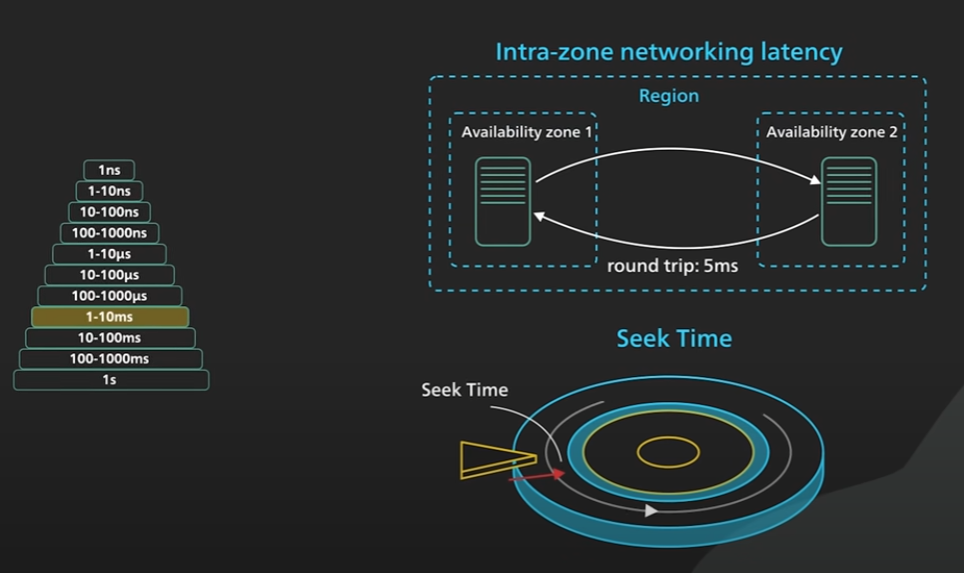 Intra-zone networking latency
Region
Availability zone 1
Availability zone 2
round trip: 5ms
1ns
1-10ns
10-100ns
100-1000ns
1-10µs
10-100µs
100-1000µs
1-10ms
10-100ms
100-1000ms
1s
Seek Time
Seek Time